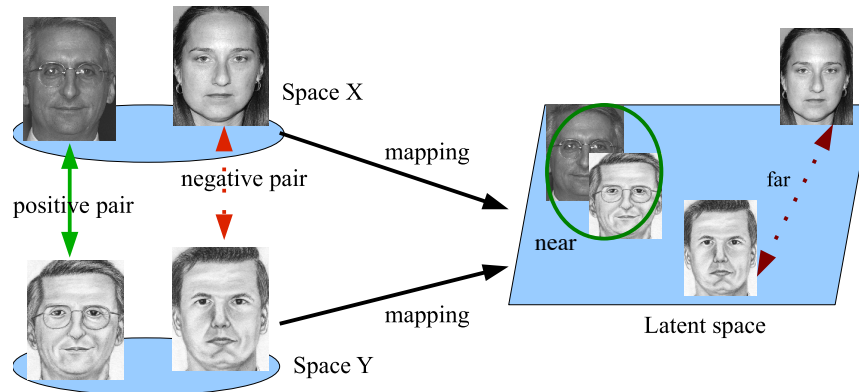 Space X
mapping
negative pair
far
positive pair
near
mapping
Latent space
Space Y